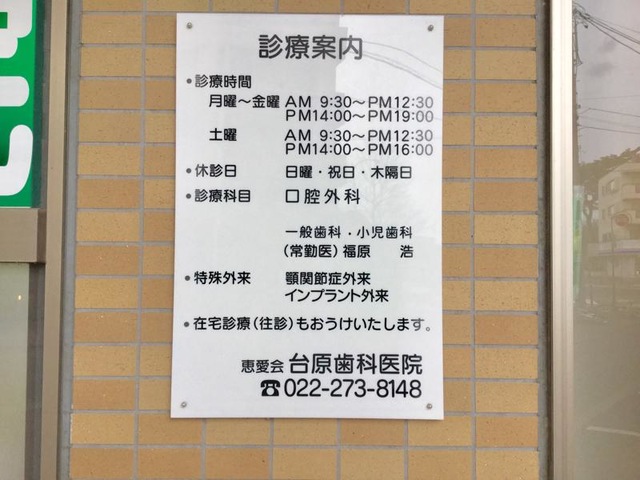 診療案内
•診療時間
月曜～金曜 AM 9:30～PM12:30
PM14:00～PM19:00
土曜 AM 9:30～PM12:30
PM14:00～PM16:00
•休診日 日曜・祝日・木隔日
•診療科目 口腔外科
一般歯科・小児歯科
(常勤医)福原 浩
•特殊外来 顎関節症外来
インプラント外来
•在宅診療(往診)もおうけいたします。
恵愛会 台原歯科医院
☎022-273-8148